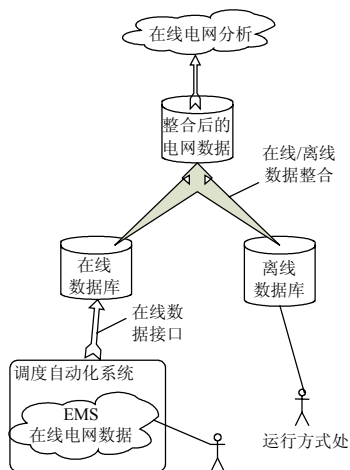 在线电网分析
整合后的
电网数据
在线/离线
数据整合
在线
数据库
离线
数据库
在线数
据接口
调度自动化系统
EMS
在线电网数据
运行方式处